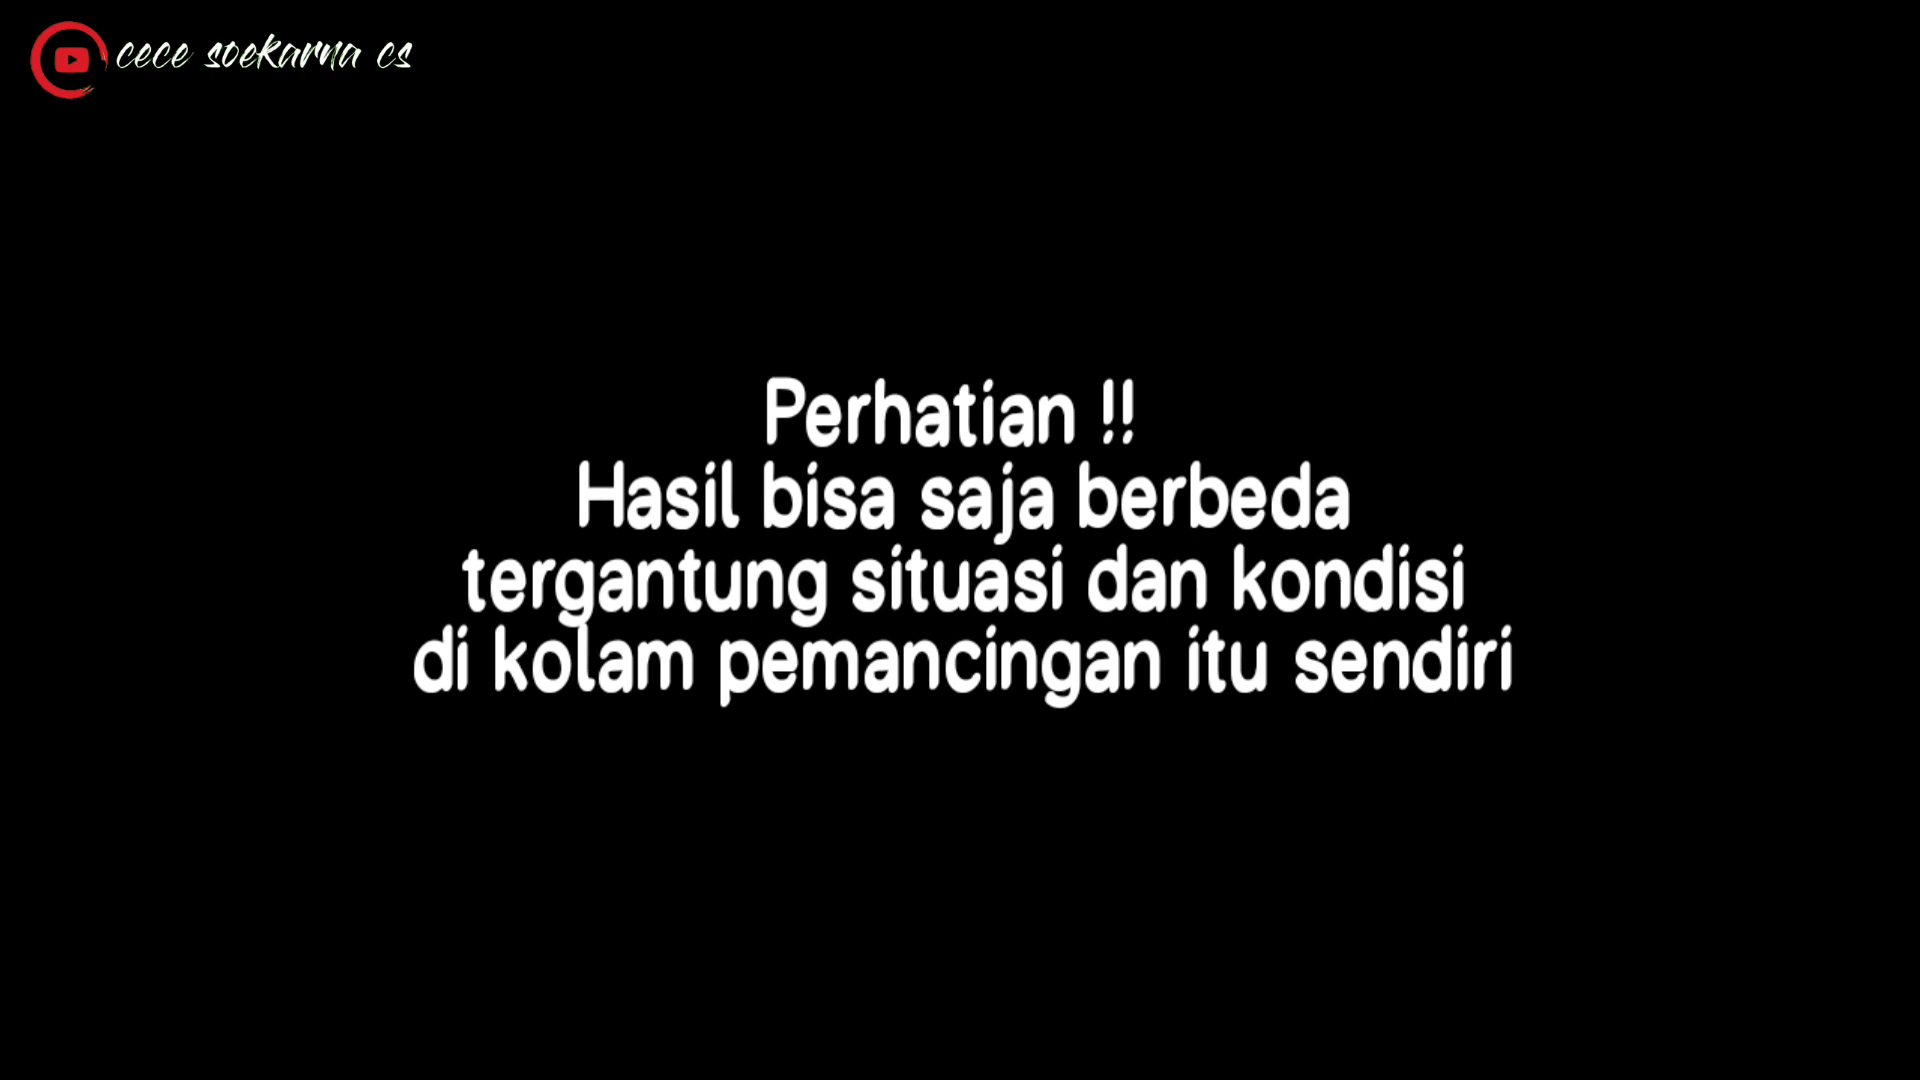 cece soekarna cs
Perhatian !!
Hasil bisa saja berbeda
tergantung situasi dan kondisi
di kolam pemancingan itu sendiri